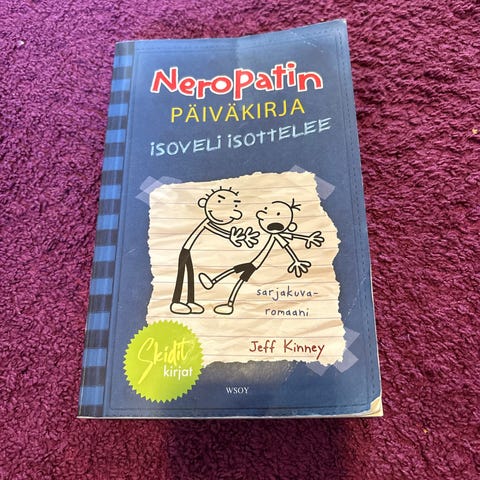 Neropatin
PÄIVÄKIRJA
ISOVELI ISOTTELEE
sarjakuva-
romaani
Jeff Kinney
Skidit
kirjat
WSOY